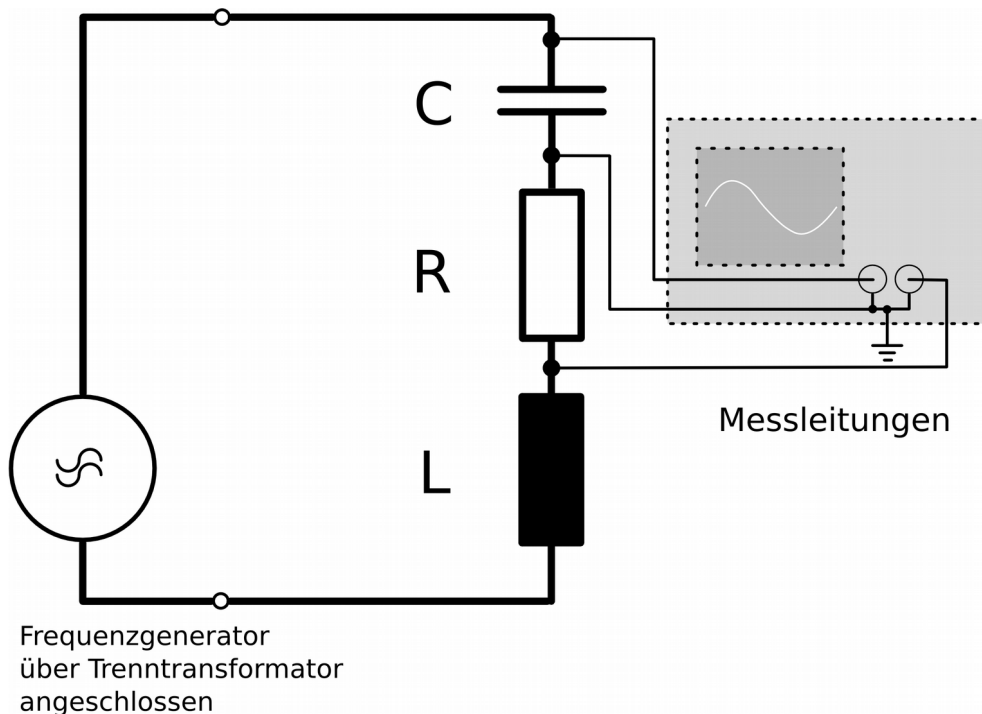 C
R
L
Messleitungen
Frequenzgenerator
über Trenntransformator
angeschlossen